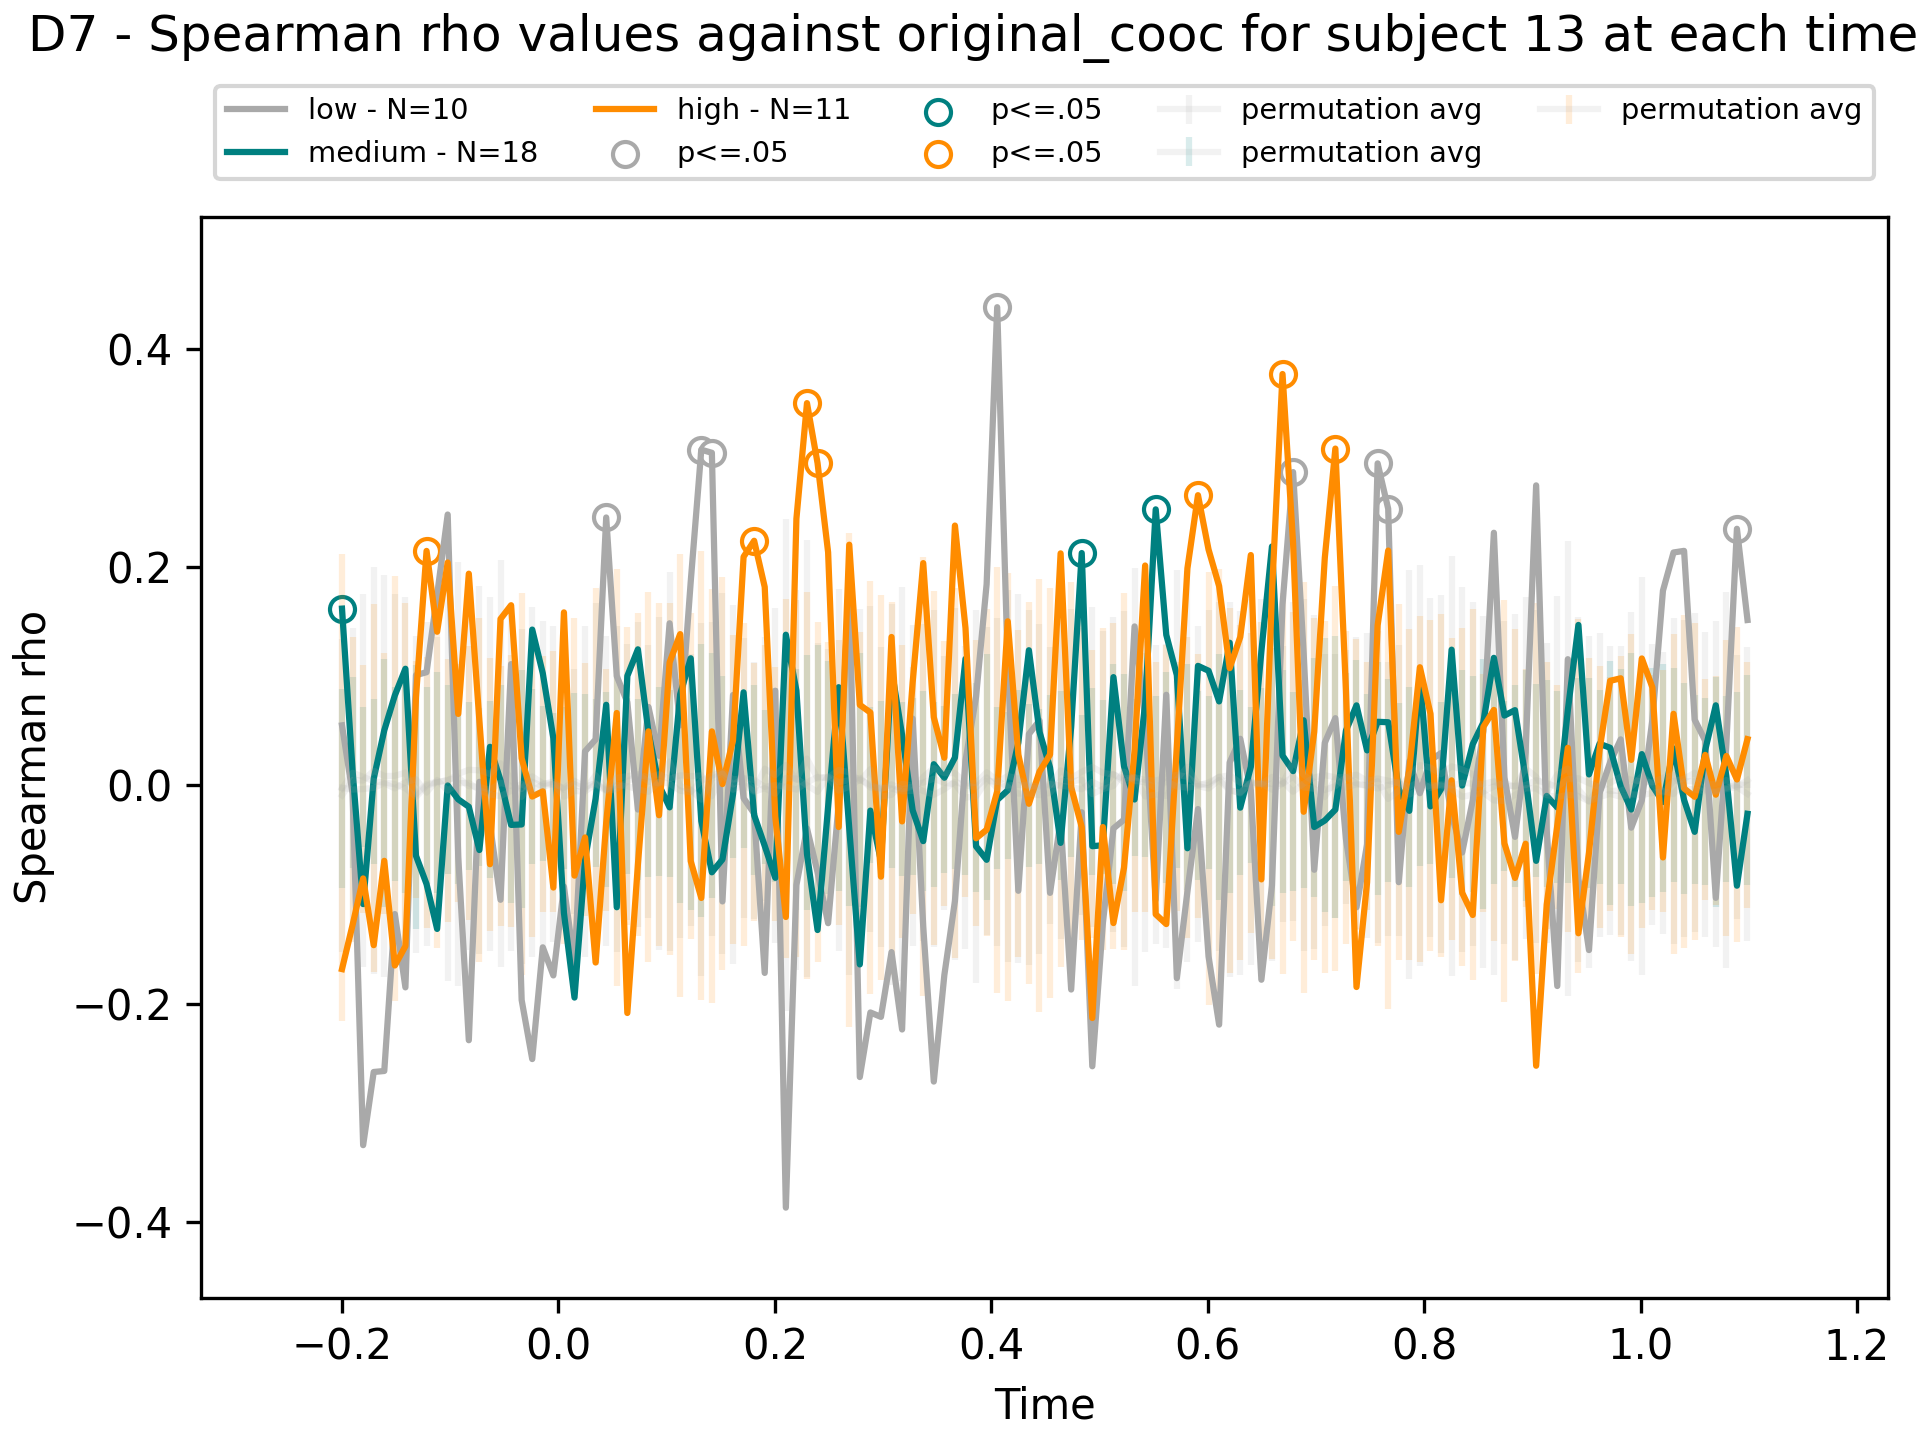 D7 - Spearman rho values against original_cooc for subject 13 at each time
low - N=10
medium - N=18
high - N=11
p<=.05
p<=.05
p<=.05
permutation avg
permutation avg
permutation avg
Spearman rho
0.4
0.2
0.0
−0.2
−0.4
−0.2 0.0 0.2 0.4 0.6 0.8 1.0 1.2
Time